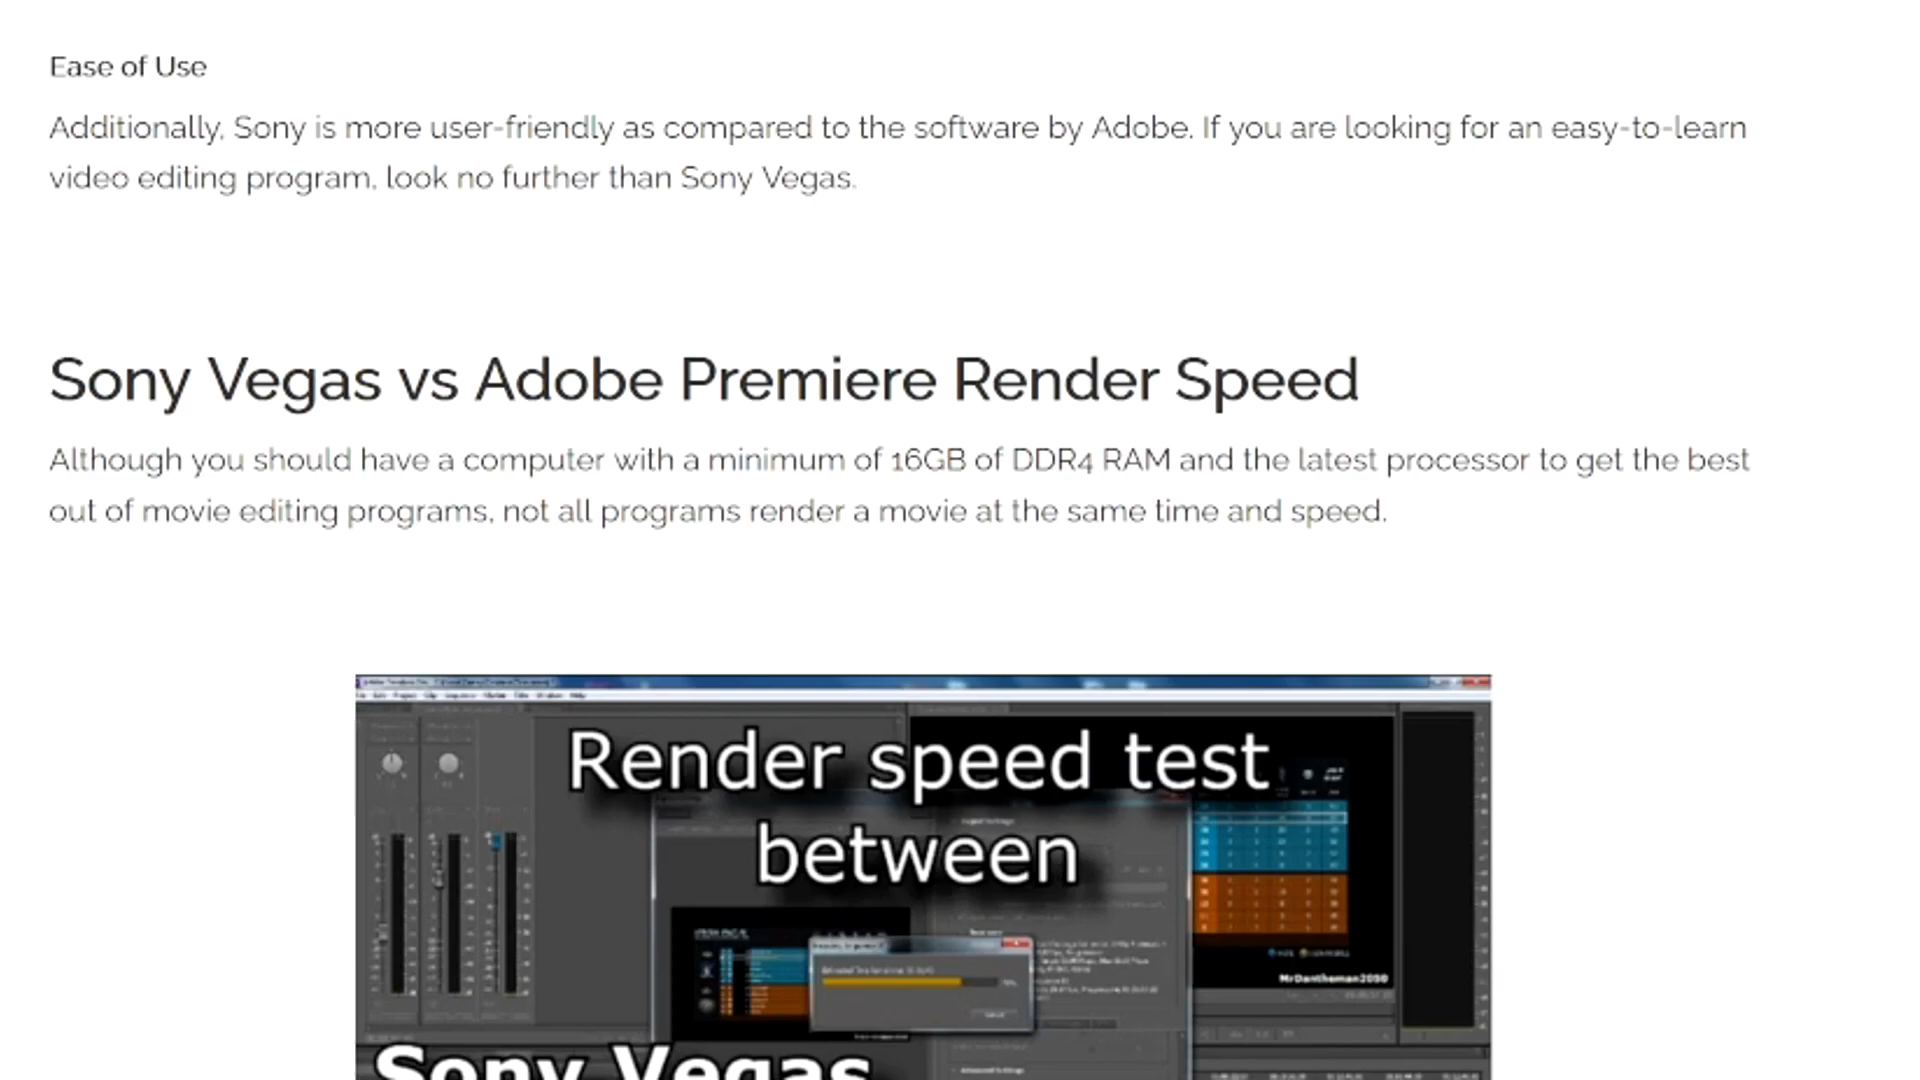 Ease of Use
Additionally, Sony is more user-friendly as compared to the software by Adobe. If you are looking for an easy-to-learn
video editing program, look no further than Sony Vegas.
Sony Vegas vs Adobe Premiere Render Speed
Although you should have a computer with a minimum of 16GB of DDR4 RAM and the latest processor to get the best
out of movie editing programs, not all programs render a movie at the same time and speed.
Render speed test
between
MrDantheman2050
Sony Vegas